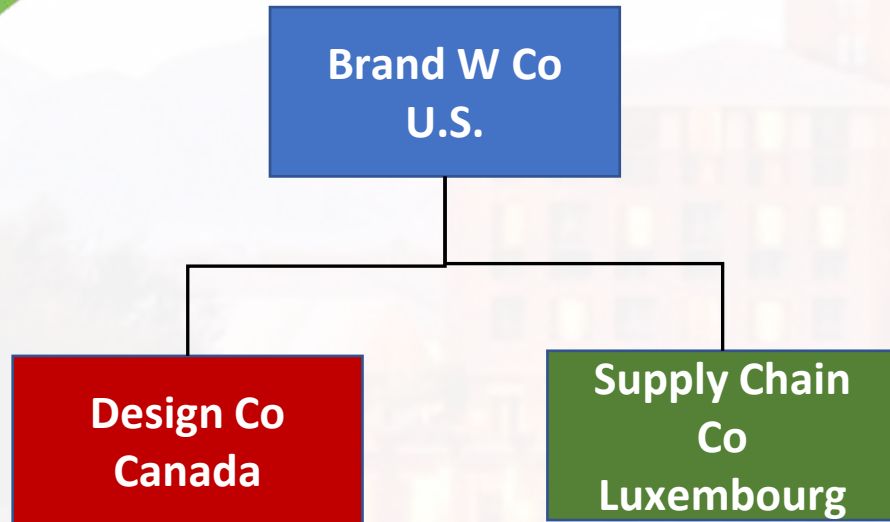 Brand W Co
U.S.
Design Co
Canada
Supply Chain
Co
Luxembourg